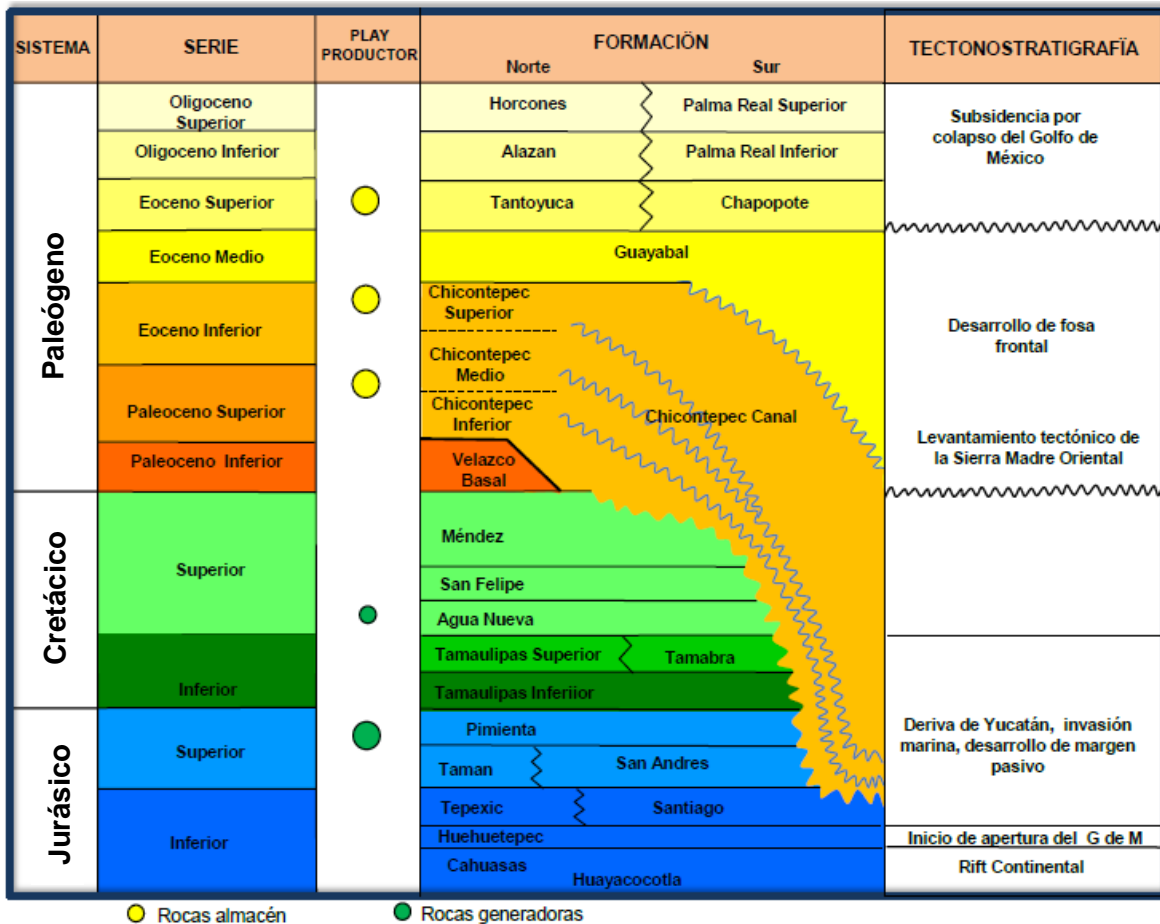 SISTEMA
SERIE
PLAY
PRODUCTOR
FORMACIÖN
Norte
Sur
TECTONOSTRATIGRAFÏA
Paleógeno
Cretácico
Jurásico
Oligoceno
Superior
Oligoceno Inferior
Eoceno Superior
Eoceno Medio
Eoceno Inferior
Paleoceno Superior
Paleoceno Inferior
Superior
Inferior
Superior
Inferior
Horcones
Palma Real Superior
Alazan
Palma Real Inferior
Tantoyuca
Chapopote
Guayabal
Chicontepec
Superior
Chicontepec
Medio
Chicontepec
Inferior
Chicontepec Canal
Velazco
Basal
Méndez
San Felipe
Agua Nueva
Tamaulipas Superior
Tamabra
Tamaulipas Inferiior
Pimienta
Taman
San Andres
Tepexic
Santiago
Huehuetepec
Cahuasas
Huayacocotla
Subsidencia por
colapso del Golfo de
México
Desarrollo de fosa
frontal
Levantamiento tectónico de
la Sierra Madre Oriental
Deriva de Yucatán, invasión
marina, desarrollo de margen
pasivo
Inicio de apertura del G de M
Rift Continental
Rocas almacén
Rocas generadoras